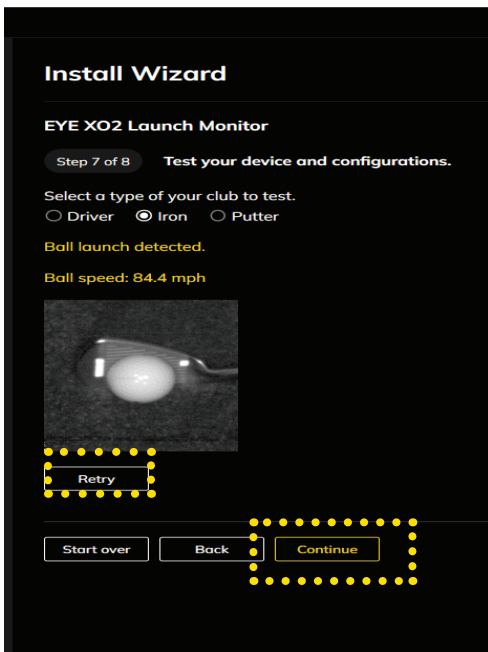 Install Wizard
EYE XO2 Launch Monitor
Step 7 of 8 Test your device and configurations.
Select a type of your club to test.
Driver Iron Putter
Ball launch detected.
Ball speed: 84.4 mph
Retry
Start over Back Continue